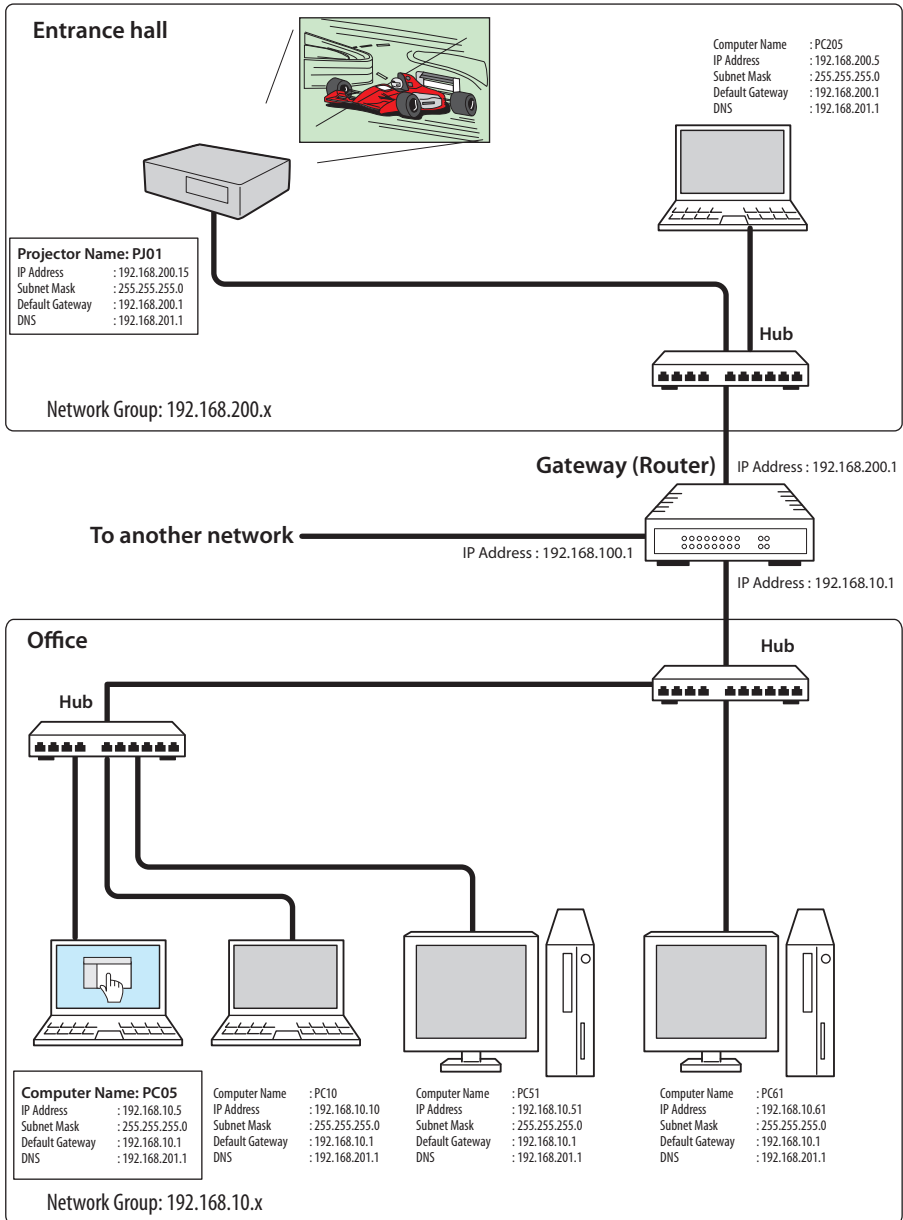 Entrance hall
Computer Name : PC205
IP Address : 192.168.200.5
Subnet Mask : 255.255.255.0
Default Gateway : 192.168.200.1
DNS : 192.168.201.1
Projector Name: PJ01
IP Address : 192.168.200.15
Subnet Mask : 255.255.255.0
Default Gateway : 192.168.200.1
DNS : 192.168.201.1
Hub
Network Group: 192.168.200.x
Gateway (Router)
IP Address : 192.168.200.1
To another network
IP Address : 192.168.100.1
IP Address : 192.168.10.1
Office
Hub
Hub
Computer Name: PC05
IP Address : 192.168.10.5
Subnet Mask : 255.255.255.0
Default Gateway : 192.168.10.1
DNS : 192.168.201.1
Computer Name : PC10
IP Address : 192.168.10.10
Subnet Mask : 255.255.255.0
Default Gateway : 192.168.10.1
DNS : 192.168.201.1
Computer Name : PC51
IP Address : 192.168.10.51
Subnet Mask : 255.255.255.0
Default Gateway : 192.168.10.1
DNS : 192.168.201.1
Computer Name : PC61
IP Address : 192.168.10.61
Subnet Mask : 255.255.255.0
Default Gateway : 192.168.10.1
DNS : 192.168.201.1
Network Group: 192.168.10.x